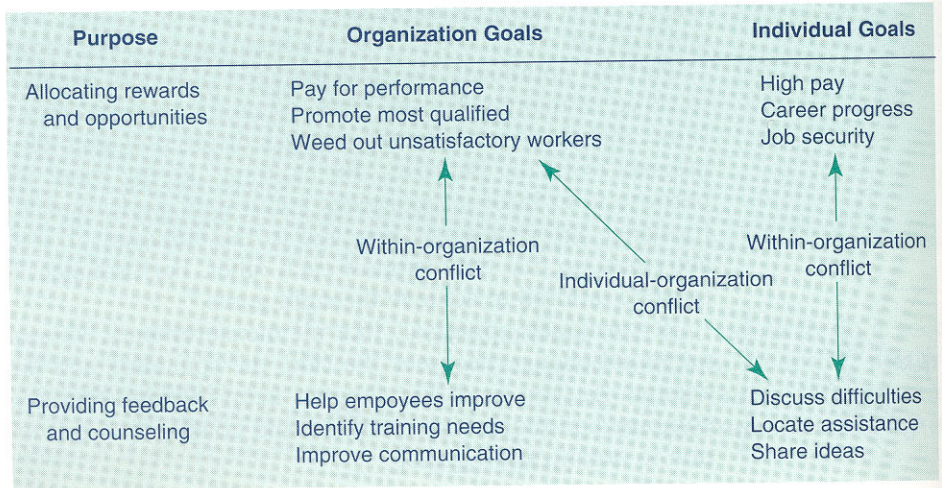 Purpose
Organization Goals
Individual Goals
Allocating rewards
and opportunities
Pay for performance
Promote most qualified
Weed out unsatisfactory workers
High pay
Career progress
Job security
Within-organization
conflict
Individual-organization
conflict
Within-organization
conflict
Providing feedback
and counseling
Help empoyees improve
Identify training needs
Improve communication
Discuss difficulties
Locate assistance
Share ideas